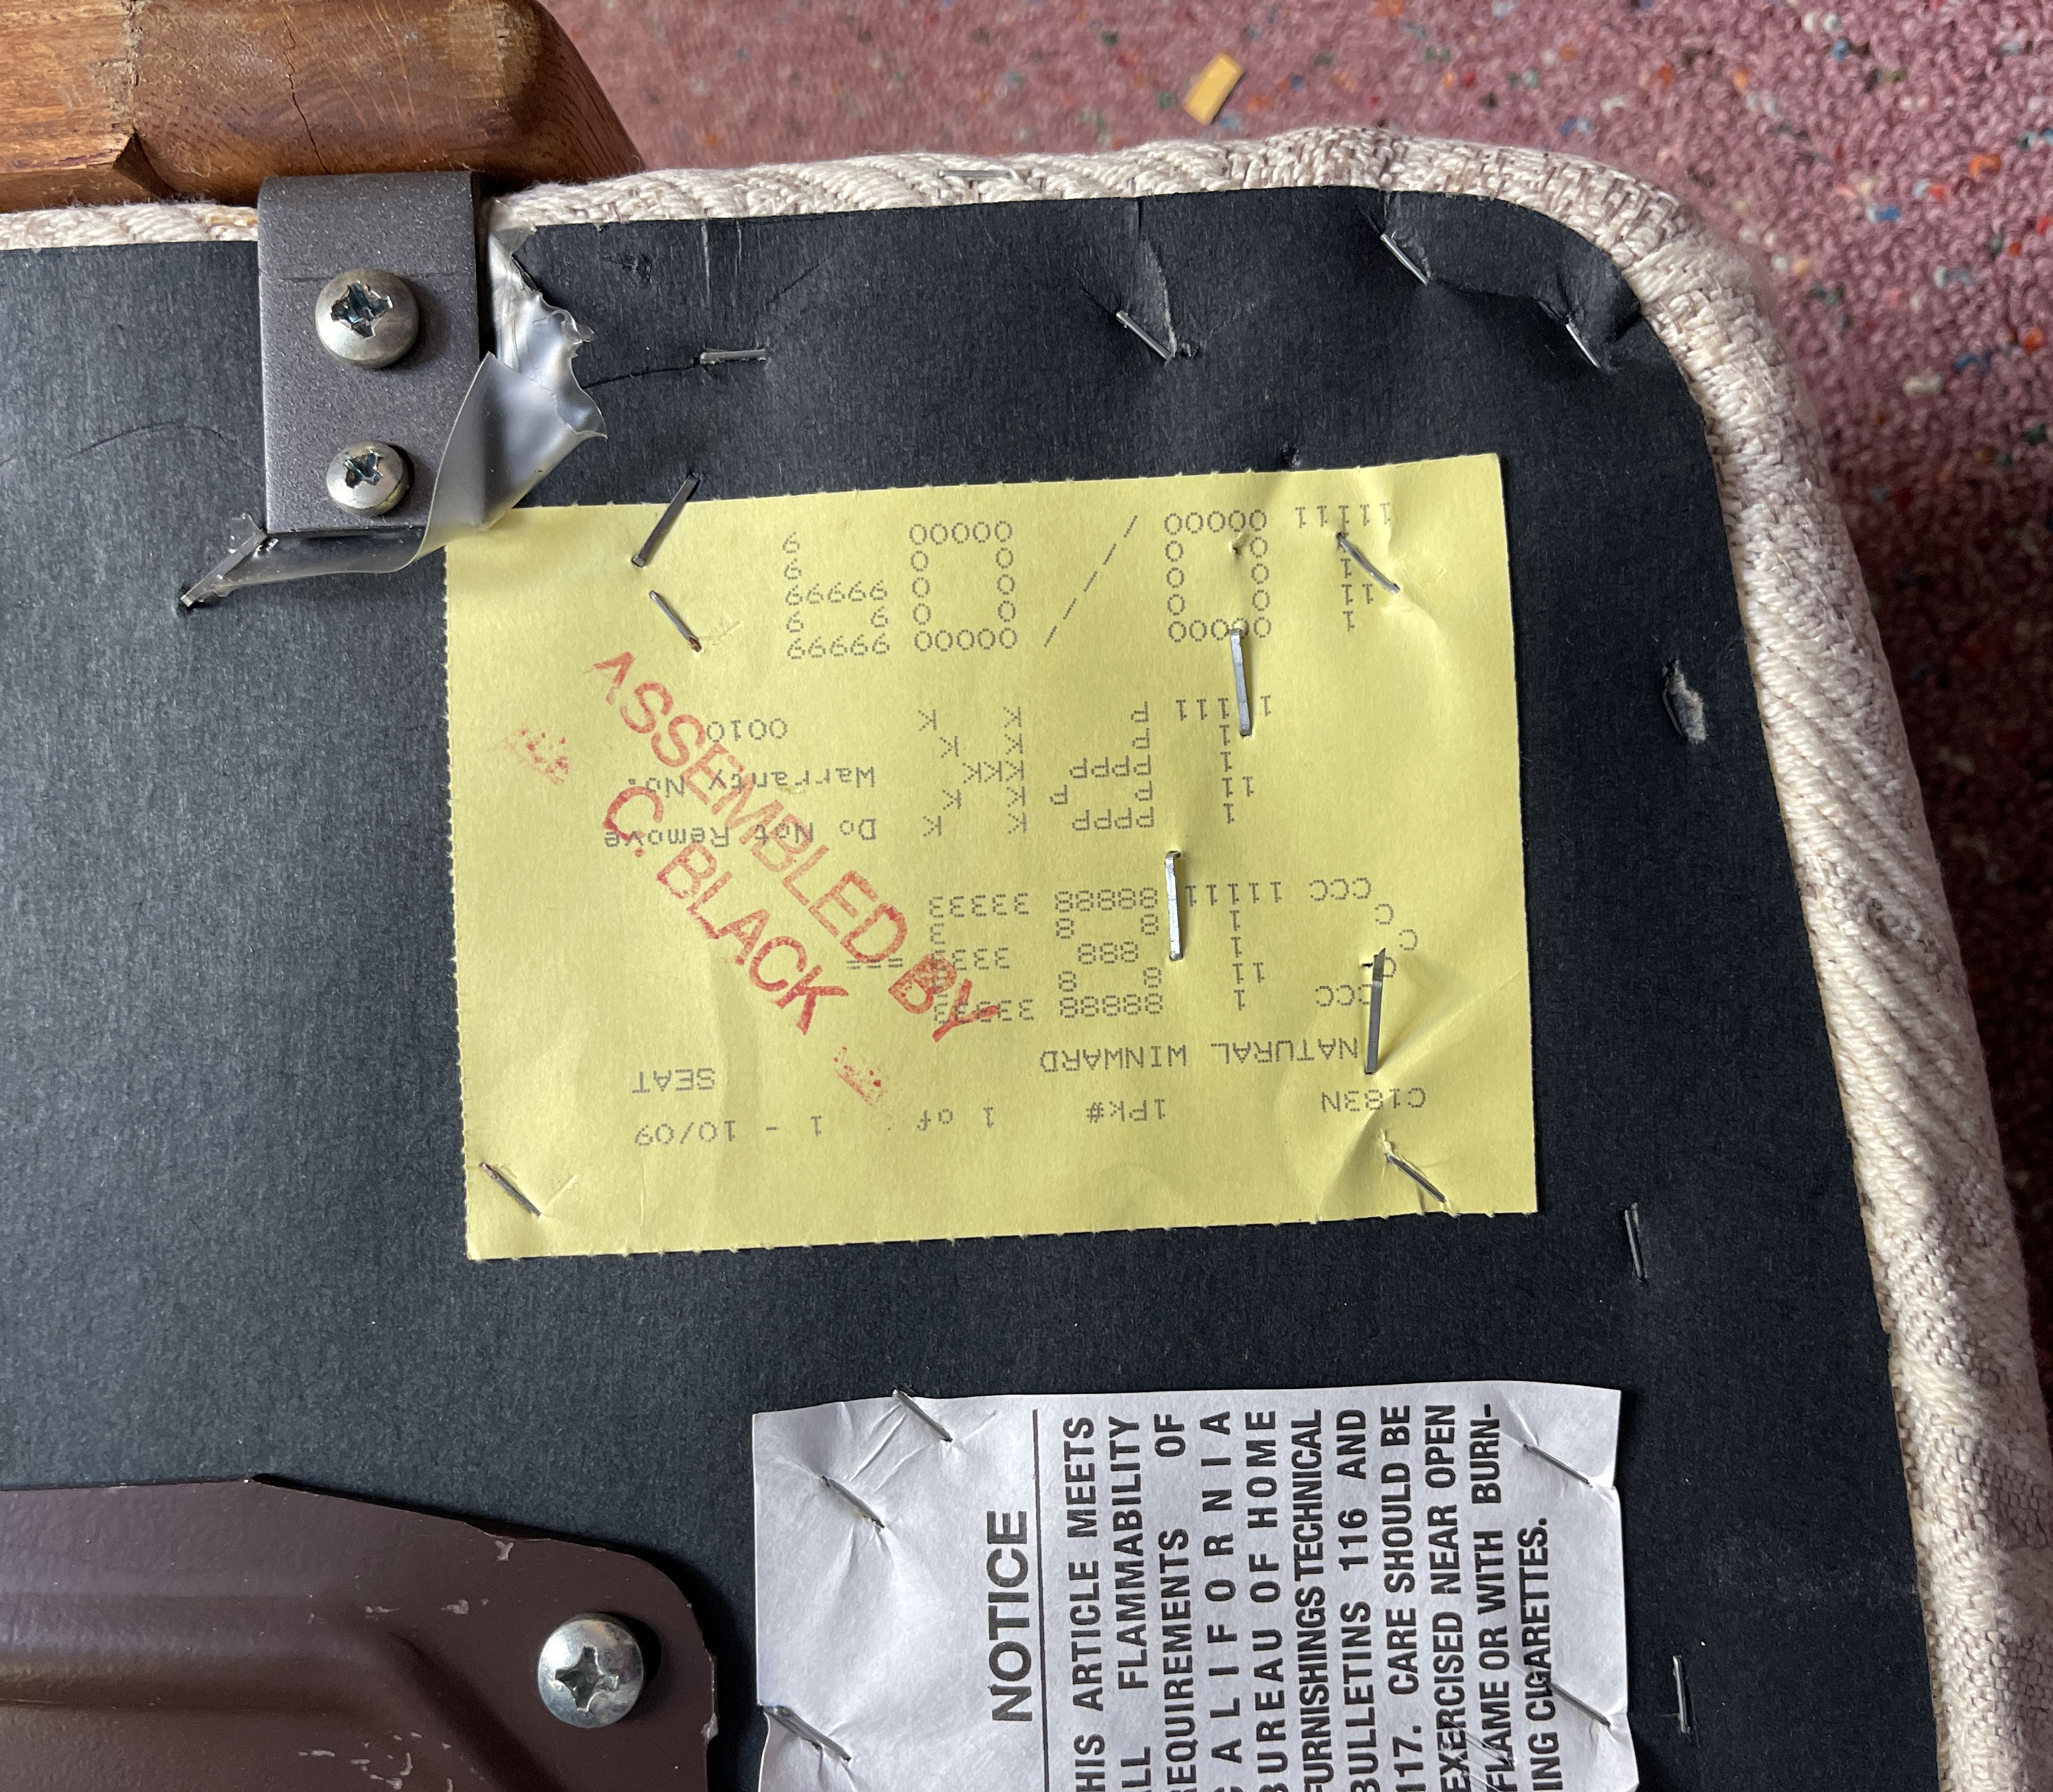 C183N 1Pk# 1 of 1 - 10/09
NATURAL WINWARD SEAT
C183-
1PK
Do Not Remove
Warranty No.
0010
10/09
ASSEMBLED BY
C. BLACK
NOTICE
THIS ARTICLE MEETS
ALL FLAMMABILITY
REQUIREMENTS OF
CALIFORNIA
BUREAU OF HOME
FURNISHINGS TECHNICAL
BULLETINS 116 AND
117. CARE SHOULD BE
EXERCISED NEAR OPEN
FLAME OR WITH BURN-
ING CIGARETTES.